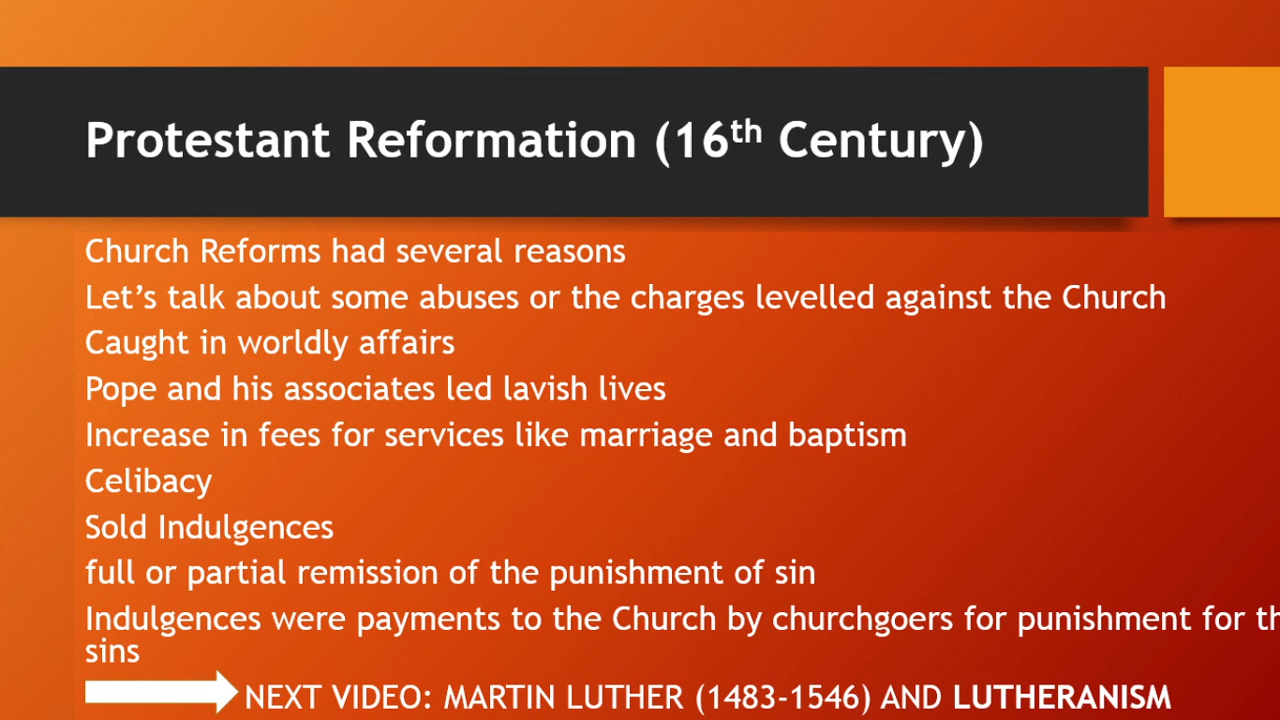 Protestant Reformation (16th Century)
Church Reforms had several reasons
Let’s talk about some abuses or the charges levelled against the Church
Caught in worldly affairs
Pope and his associates led lavish lives
Increase in fees for services like marriage and baptism
Celibacy
Sold Indulgences
full or partial remission of the punishment of sin
Indulgences were payments to the Church by churchgoers for punishment for
sins
NEXT VIDEO: MARTIN LUTHER (1483-1546) AND LUTHERANISM